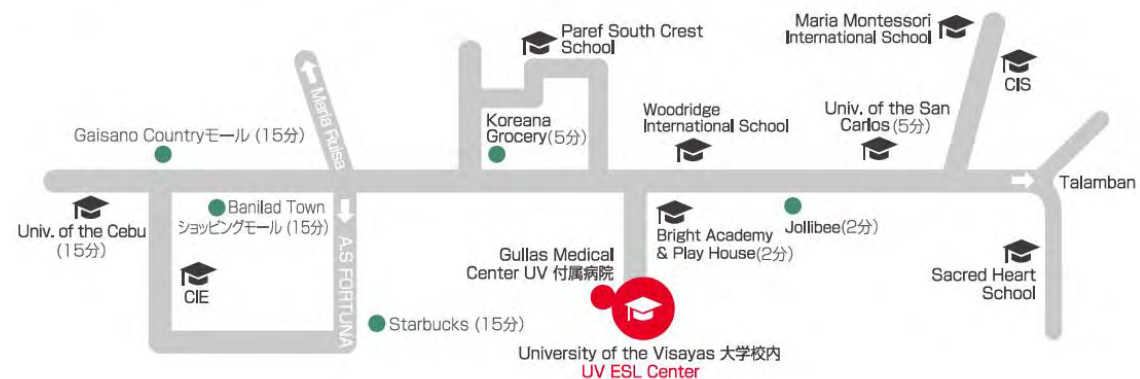 Paref South Crest
School
Maria Montessori
International School
CIS
Maria Ruisa
Gaisano Countryモール (15分)
Koreana
Grocery(5分)
Woodridge
International School
Univ. of the San
Carlos(5分)
Talamban
Univ. of the Cebu
(15分)
Banilad Town
ショッピングモール (15分)
A.S FORTUNA
CIE
Bright Academy
& Play House(2分)
Jollibee(2分)
Gullas Medical
Center UV 付属病院
Sacred Heart
School
Starbucks (15分)
University of the Visayas 大学校内
UV ESL Center